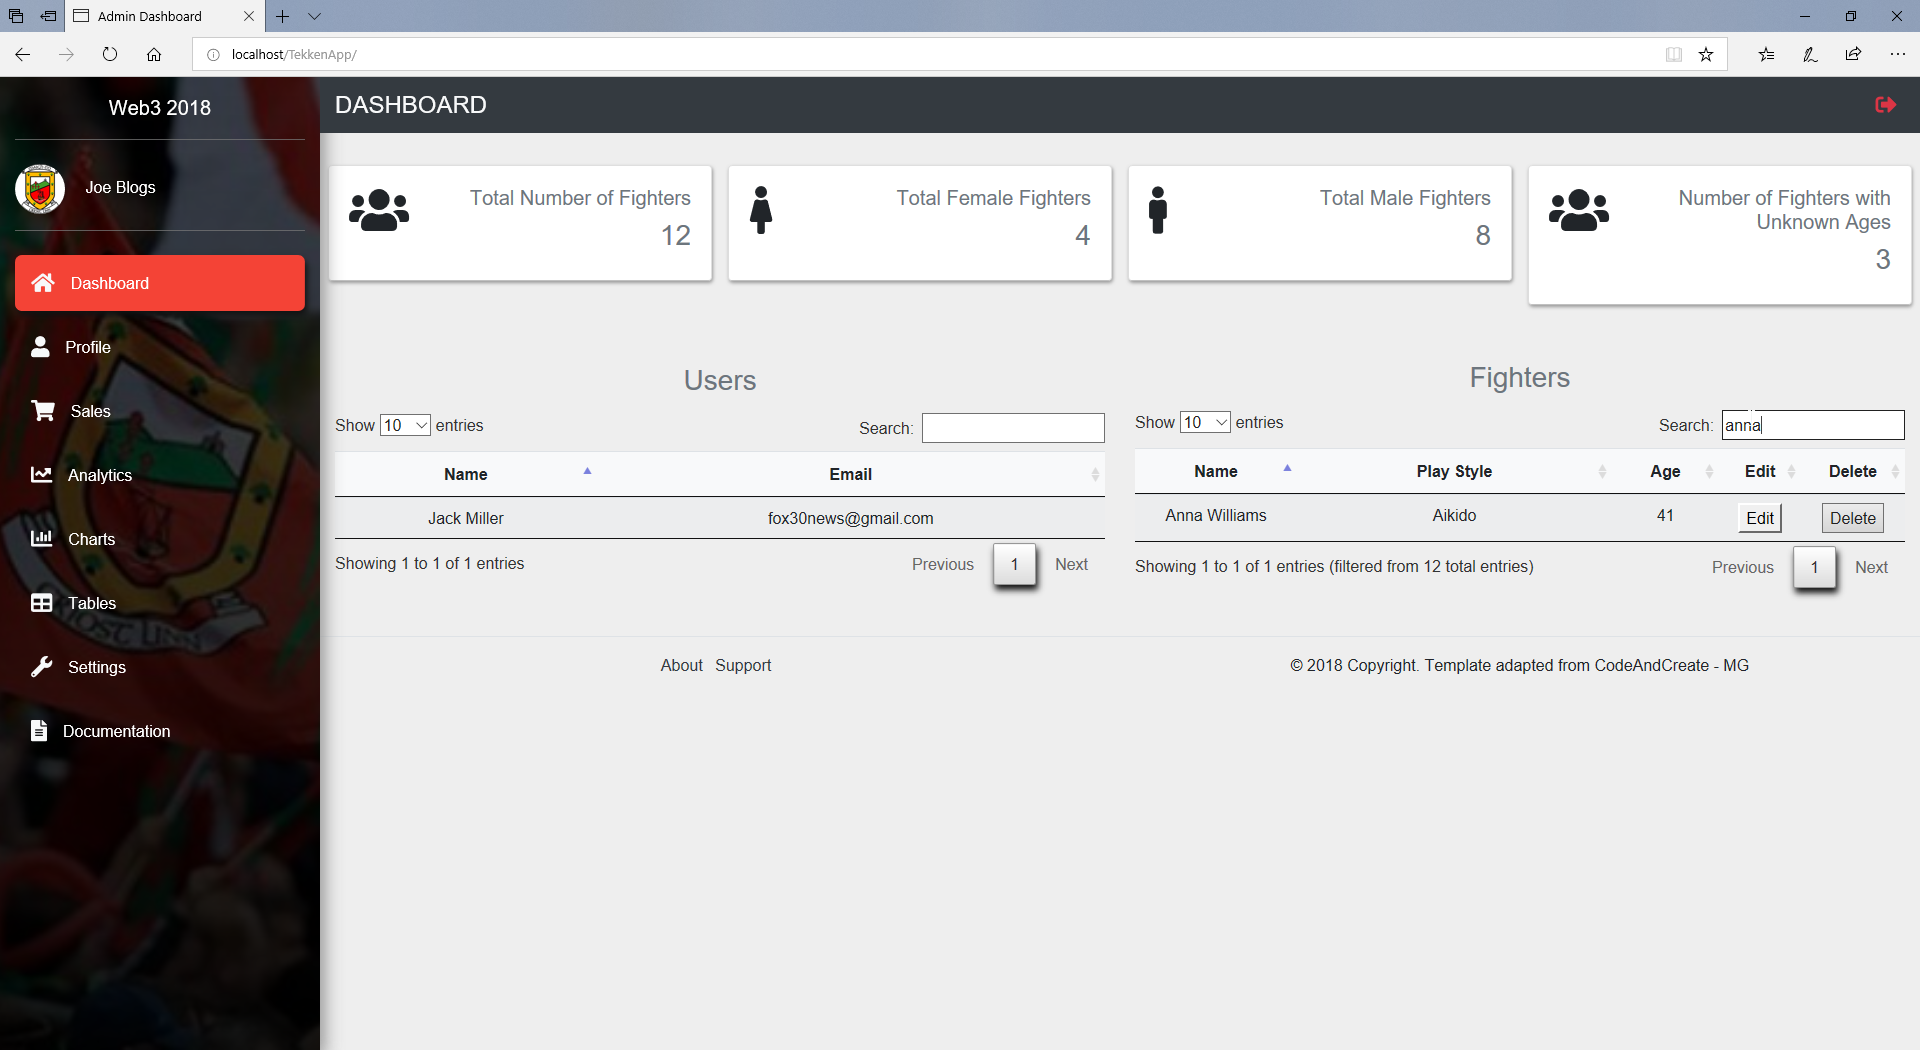 Admin Dashboard
localhost/TekkenApp/
Web3 2018
Joe Blogs
Dashboard
Profile
Sales
Analytics
Charts
Tables
Settings
Documentation
DASHBOARD
Total Number of Fighters
12
Total Female Fighters
4
Total Male Fighters
8
Number of Fighters with
Unknown Ages
3
Users
Show 10 entries
Search:
Name Email
Jack Miller fox30news@gmail.com
Showing 1 to 1 of 1 entries
Previous 1 Next
Fighters
Show 10 entries
Search: anna
Name Play Style Age Edit Delete
Anna Williams Aikido 41 Edit Delete
Showing 1 to 1 of 1 entries (filtered from 12 total entries)
Previous 1 Next
About Support
© 2018 Copyright. Template adapted from CodeAndCreate - MG